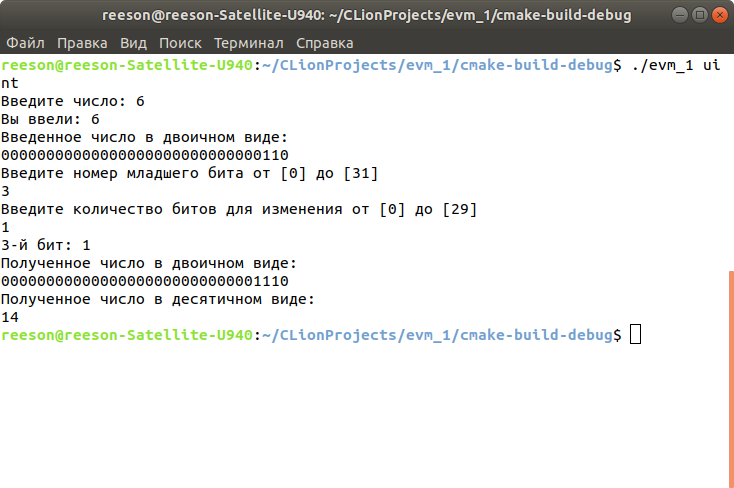 reeson@reeson-Satellite-U940: ~/CLionProjects/evm_1/cmake-build-debug
Файл Правка Вид Поиск Терминал Справка
reeson@reeson-Satellite-U940:~/CLionProjects/evm_1/cmake-build-debug$ ./evm_1 ui
nt
Введите число: 6
Вы ввели: 6
Введенное число в двоичном виде:
00000000000000000000000000000110
Введите номер младшего бита от [0] до [31]
3
Введите количество битов для изменения от [0] до [29]
1
3-й бит: 1
Полученное число в двоичном виде:
00000000000000000000000000001110
Полученное число в десятичном виде:
14
reeson@reeson-Satellite-U940:~/CLionProjects/evm_1/cmake-build-debug$